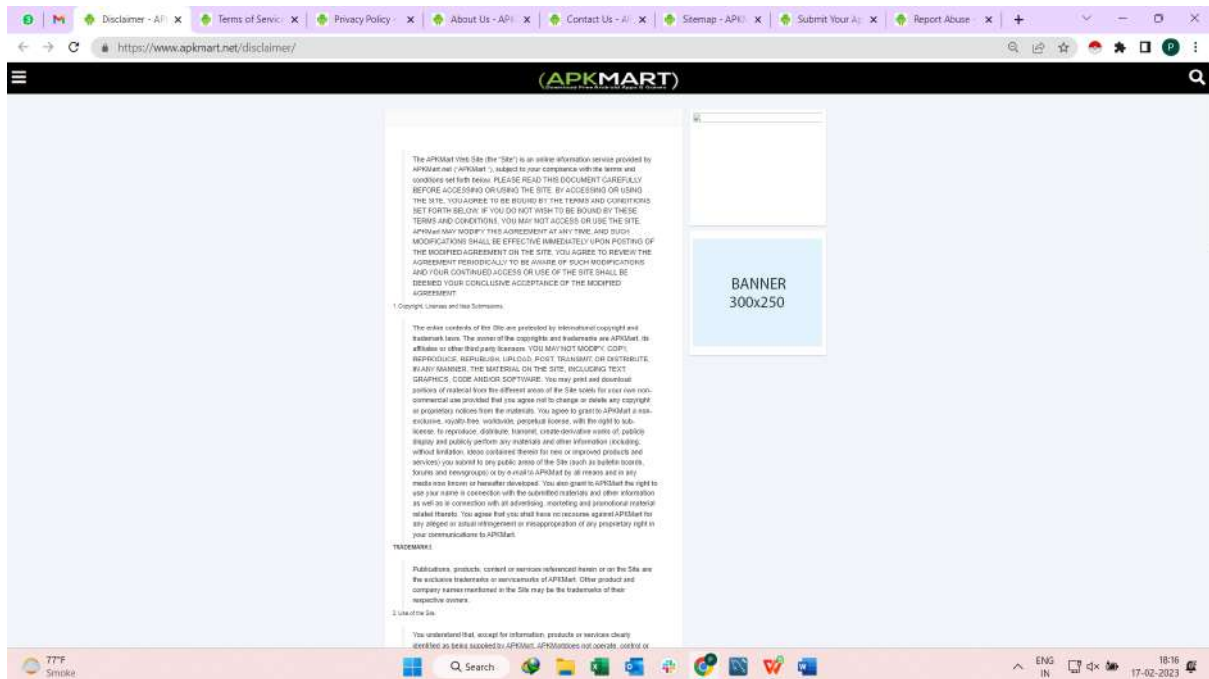 Disclaimer - API
Terms of Servic
Privacy Policy -
About Us - API
Contact Us - A
Sitemap - APK
Submit Your A
Report Abuse
https://www.apkmart.net/disclaimer/
P
(APKMART)
Download Free Android Apps & Games
The APKMart Web Site (the "Site") is an online information service provided by
APKMart.net ("APKMart "), subject to your compliance with the terms and
conditions set forth below. PLEASE READ THIS DOCUMENT CAREFULLY
BEFORE ACCESSING OR USING THE SITE. BY ACCESSING OR USING
THE SITE, YOU AGREE TO BE BOUND BY THE TERMS AND CONDITIONS
SET FORTH BELOW. IF YOU DO NOT WISH TO BE BOUND BY THESE
TERMS AND CONDITIONS, YOU MAY NOT ACCESS OR USE THE SITE.
APKMart MAY MODIFY THIS AGREEMENT AT ANY TIME, AND SUCH
MODIFICATIONS SHALL BE EFFECTIVE IMMEDIATELY UPON POSTING OF
THE MODIFIED AGREEMENT ON THE SITE. YOU AGREE TO REVIEW THE
AGREEMENT PERIODICALLY TO BE AWARE OF SUCH MODIFICATIONS
AND YOUR CONTINUED ACCESS OR USE OF THE SITE SHALL BE
DEEMED YOUR CONCLUSIVE ACCEPTANCE OF THE MODIFIED
AGREEMENT.
1. Copyright, Licenses and Idea Submissions.
The entire contents of the Site are protected by international copyright and
trademark laws. The owner of the copyrights and trademarks are APKMart, its
affiliates or other third party licensors. YOU MAY NOT MODIFY, COPY,
REPRODUCE, REPUBLISH, UPLOAD, POST, TRANSMIT, OR DISTRIBUTE,
IN ANY MANNER, THE MATERIAL ON THE SITE, INCLUDING TEXT,
GRAPHICS, CODE AND/OR SOFTWARE. You may print and download
portions of material from the different areas of the Site solely for your own non-
commercial use provided that you agree not to change or delete any copyright
or proprietary notices from the materials. You agree to grant to APKMart a non-
exclusive, royalty-free, worldwide, perpetual license, with the right to sub-
license, to reproduce, distribute, transmit, create derivative works of, publicly
display and publicly perform any materials and other information (including,
without limitation, ideas contained therein for new or improved products and
services) you submit to any public areas of the Site (such as bulletin boards,
forums and newsgroups) or by e-mail to APKMart by all means and in any
media now known or hereafter developed. You also grant to APKMart the right to
use your name in connection with the submitted materials and other information
as well as in connection with all advertising, marketing and promotional material
related thereto. You agree that you shall have no recourse against APKMart for
any alleged or actual infringement or misappropriation of any proprietary right in
your communications to APKMart.
TRADEMARKS
Publications, products, content or services referenced herein or on the Site are
the exclusive trademarks or servicemarks of APKMart. Other product and
company names mentioned in the Site may be the trademarks of their
respective owners.
2. Use of the Site.
You understand that, except for information, products or services clearly
identified as being supplied by APKMart, APKMartdoes not operate, control or
BANNER
300x250
77°F
Smoke
Search
ENG
IN
18:16
17-02-2023